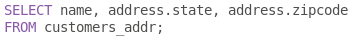 SELECT name, address.state, address.zipcode
FROM customers_addr;